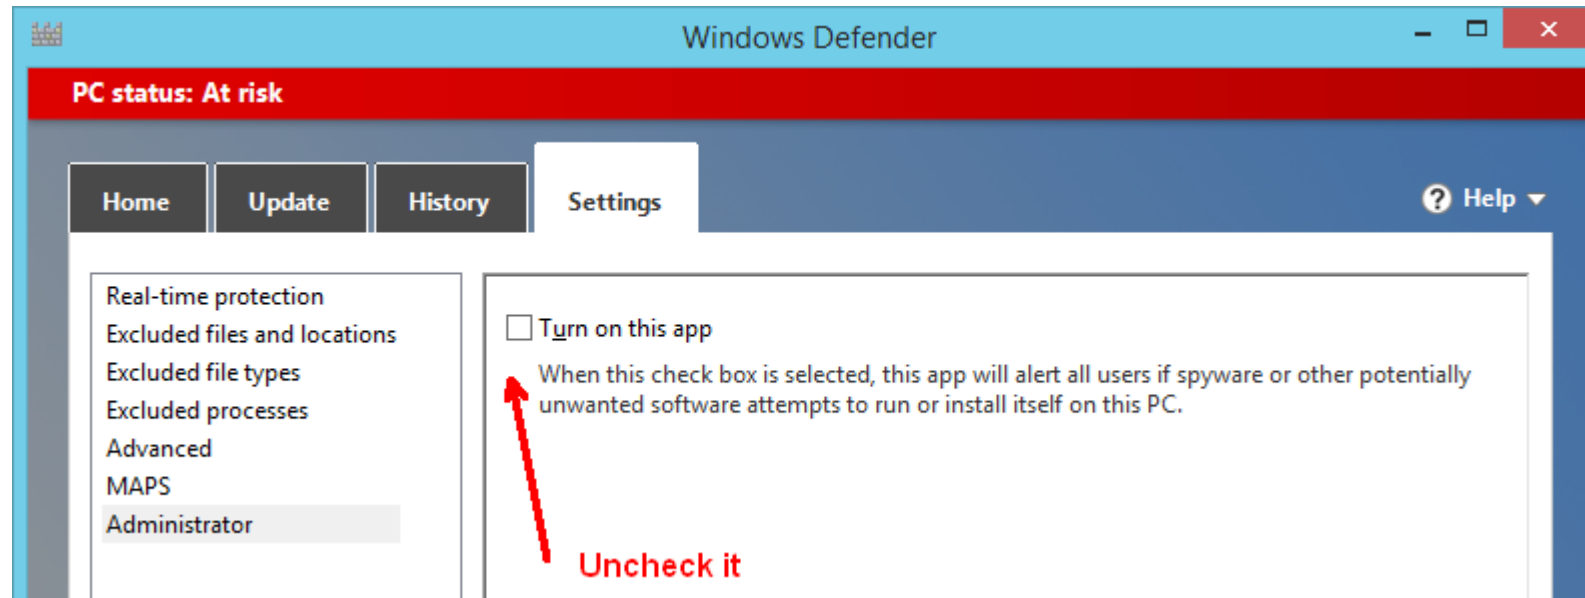 Windows Defender
PC status: At risk
Home
Update
History
Settings
? Help
Real-time protection
Excluded files and locations
Excluded file types
Excluded processes
Advanced
MAPS
Administrator
Turn on this app
When this check box is selected, this app will alert all users if spyware or other potentially
unwanted software attempts to run or install itself on this PC.
Uncheck it